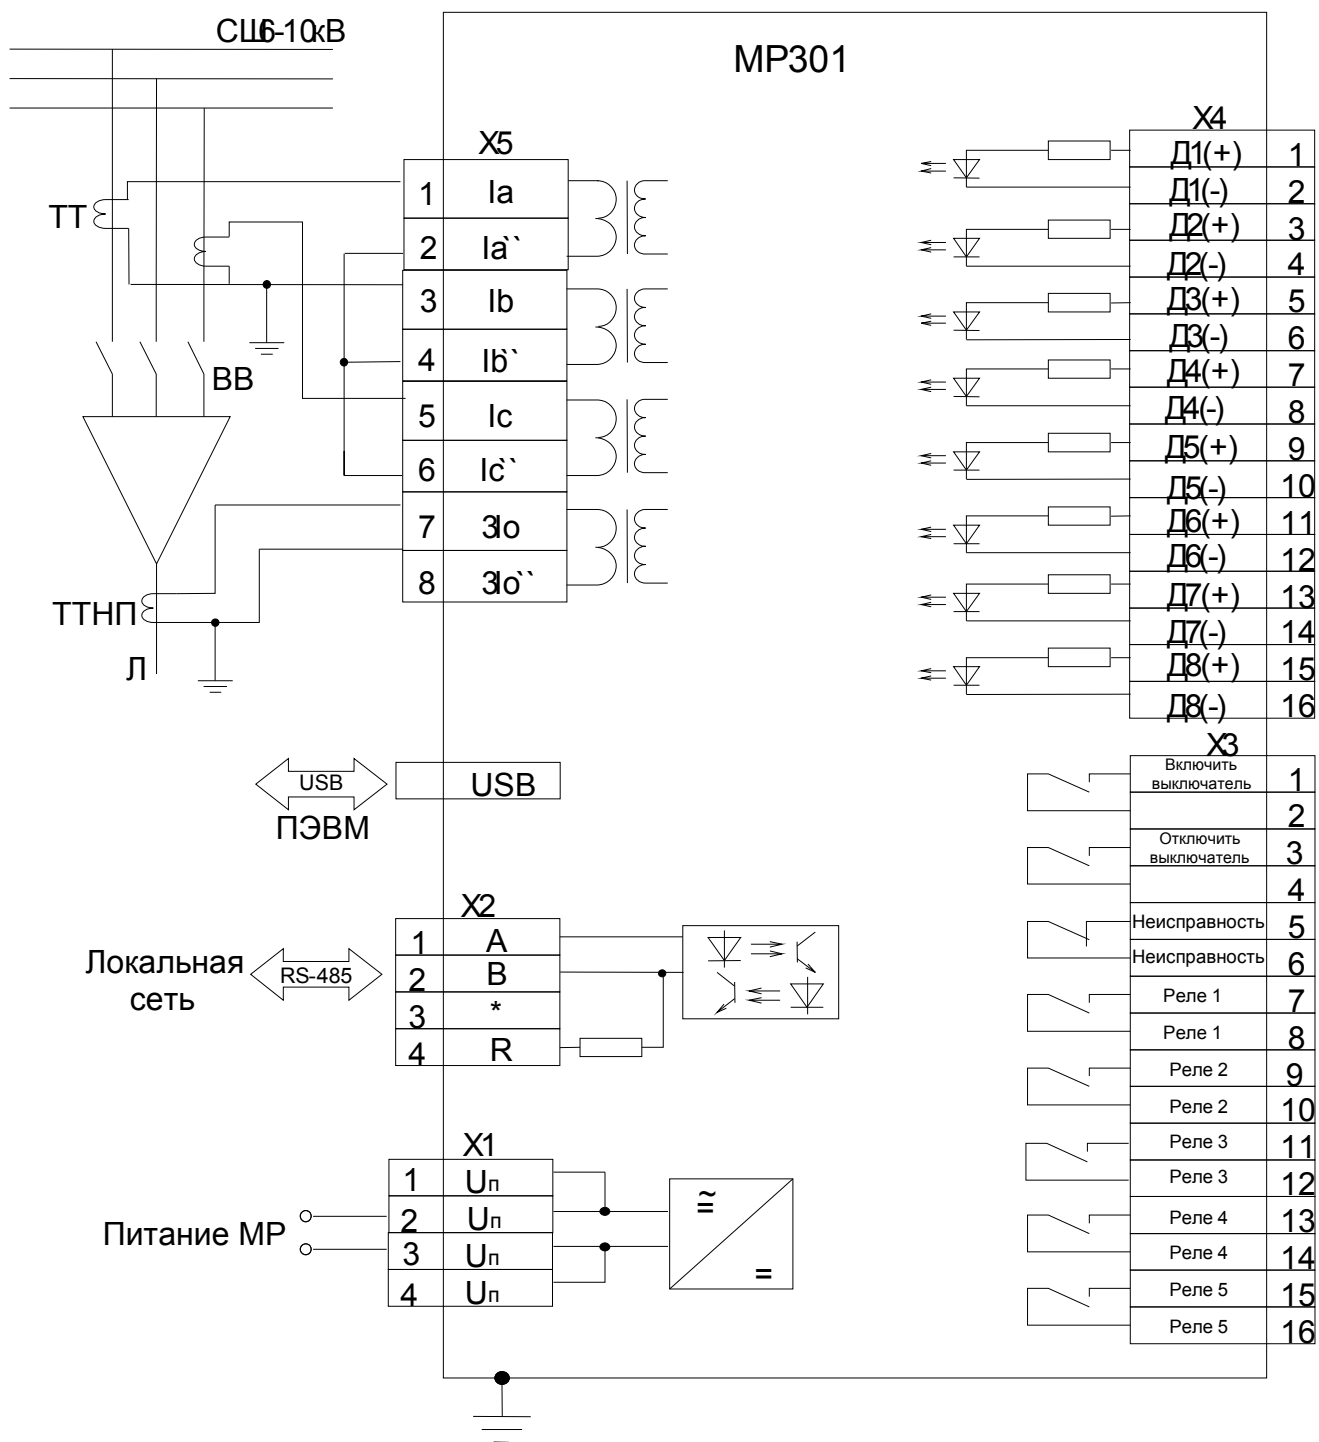 СШ6-10кВ
МР301
ТТ
ВВ
ТТНП
Л
X5
1 Ia
2 Ia``
3 Ib
4 Ib`
5 Ic
6 Ic``
7 3Io
8 3Io``
X4
Д1(+) 1
Д1(-) 2
Д2(+) 3
Д2(-) 4
Д3(+) 5
Д3(-) 6
Д4(+) 7
Д4(-) 8
Д5(+) 9
Д5(-) 10
Д6(+) 11
Д6(-) 12
Д7(+) 13
Д7(-) 14
Д8(+) 15
Д8(-) 16
X3
Включить
выключатель 1
2
Отключить
выключатель 3
4
Неисправность 5
Неисправность 6
Реле 1 7
Реле 1 8
Реле 2 9
Реле 2 10
Реле 3 11
Реле 3 12
Реле 4 13
Реле 4 14
Реле 5 15
Реле 5 16
USB
USB
ПЭВМ
X2
1 A
2 B
3 *
4 R
Локальная
сеть
RS-485
X1
1 Uп
2 Uп
3 Uп
4 Uп
Питание МР